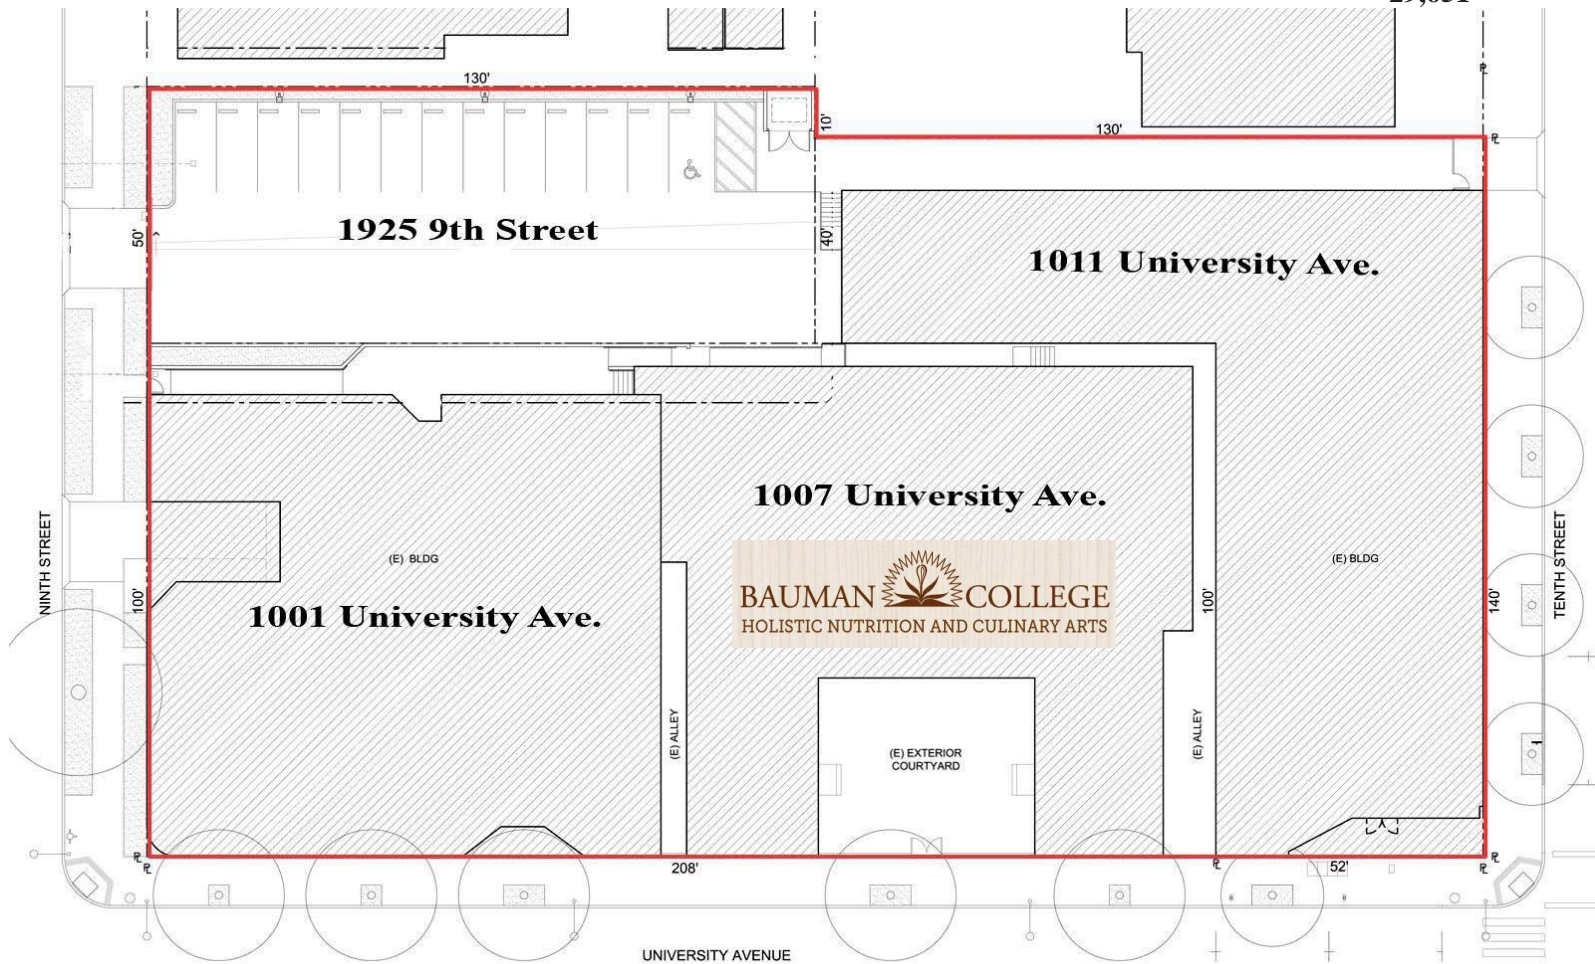 130'
10'
130'
1925 9th Street
50'
40'
1011 University Ave.
1007 University Ave.
NINTH STREET
(E) BLDG
(E) BLDG
TENTH STREET
BAUMAN COLLEGE
HOLISTIC NUTRITION AND CULINARY ARTS
100'
100'
140'
1001 University Ave.
(E) ALLEY
(E) EXTERIOR
COURTYARD
(E) ALLEY
208'
52'
UNIVERSITY AVENUE